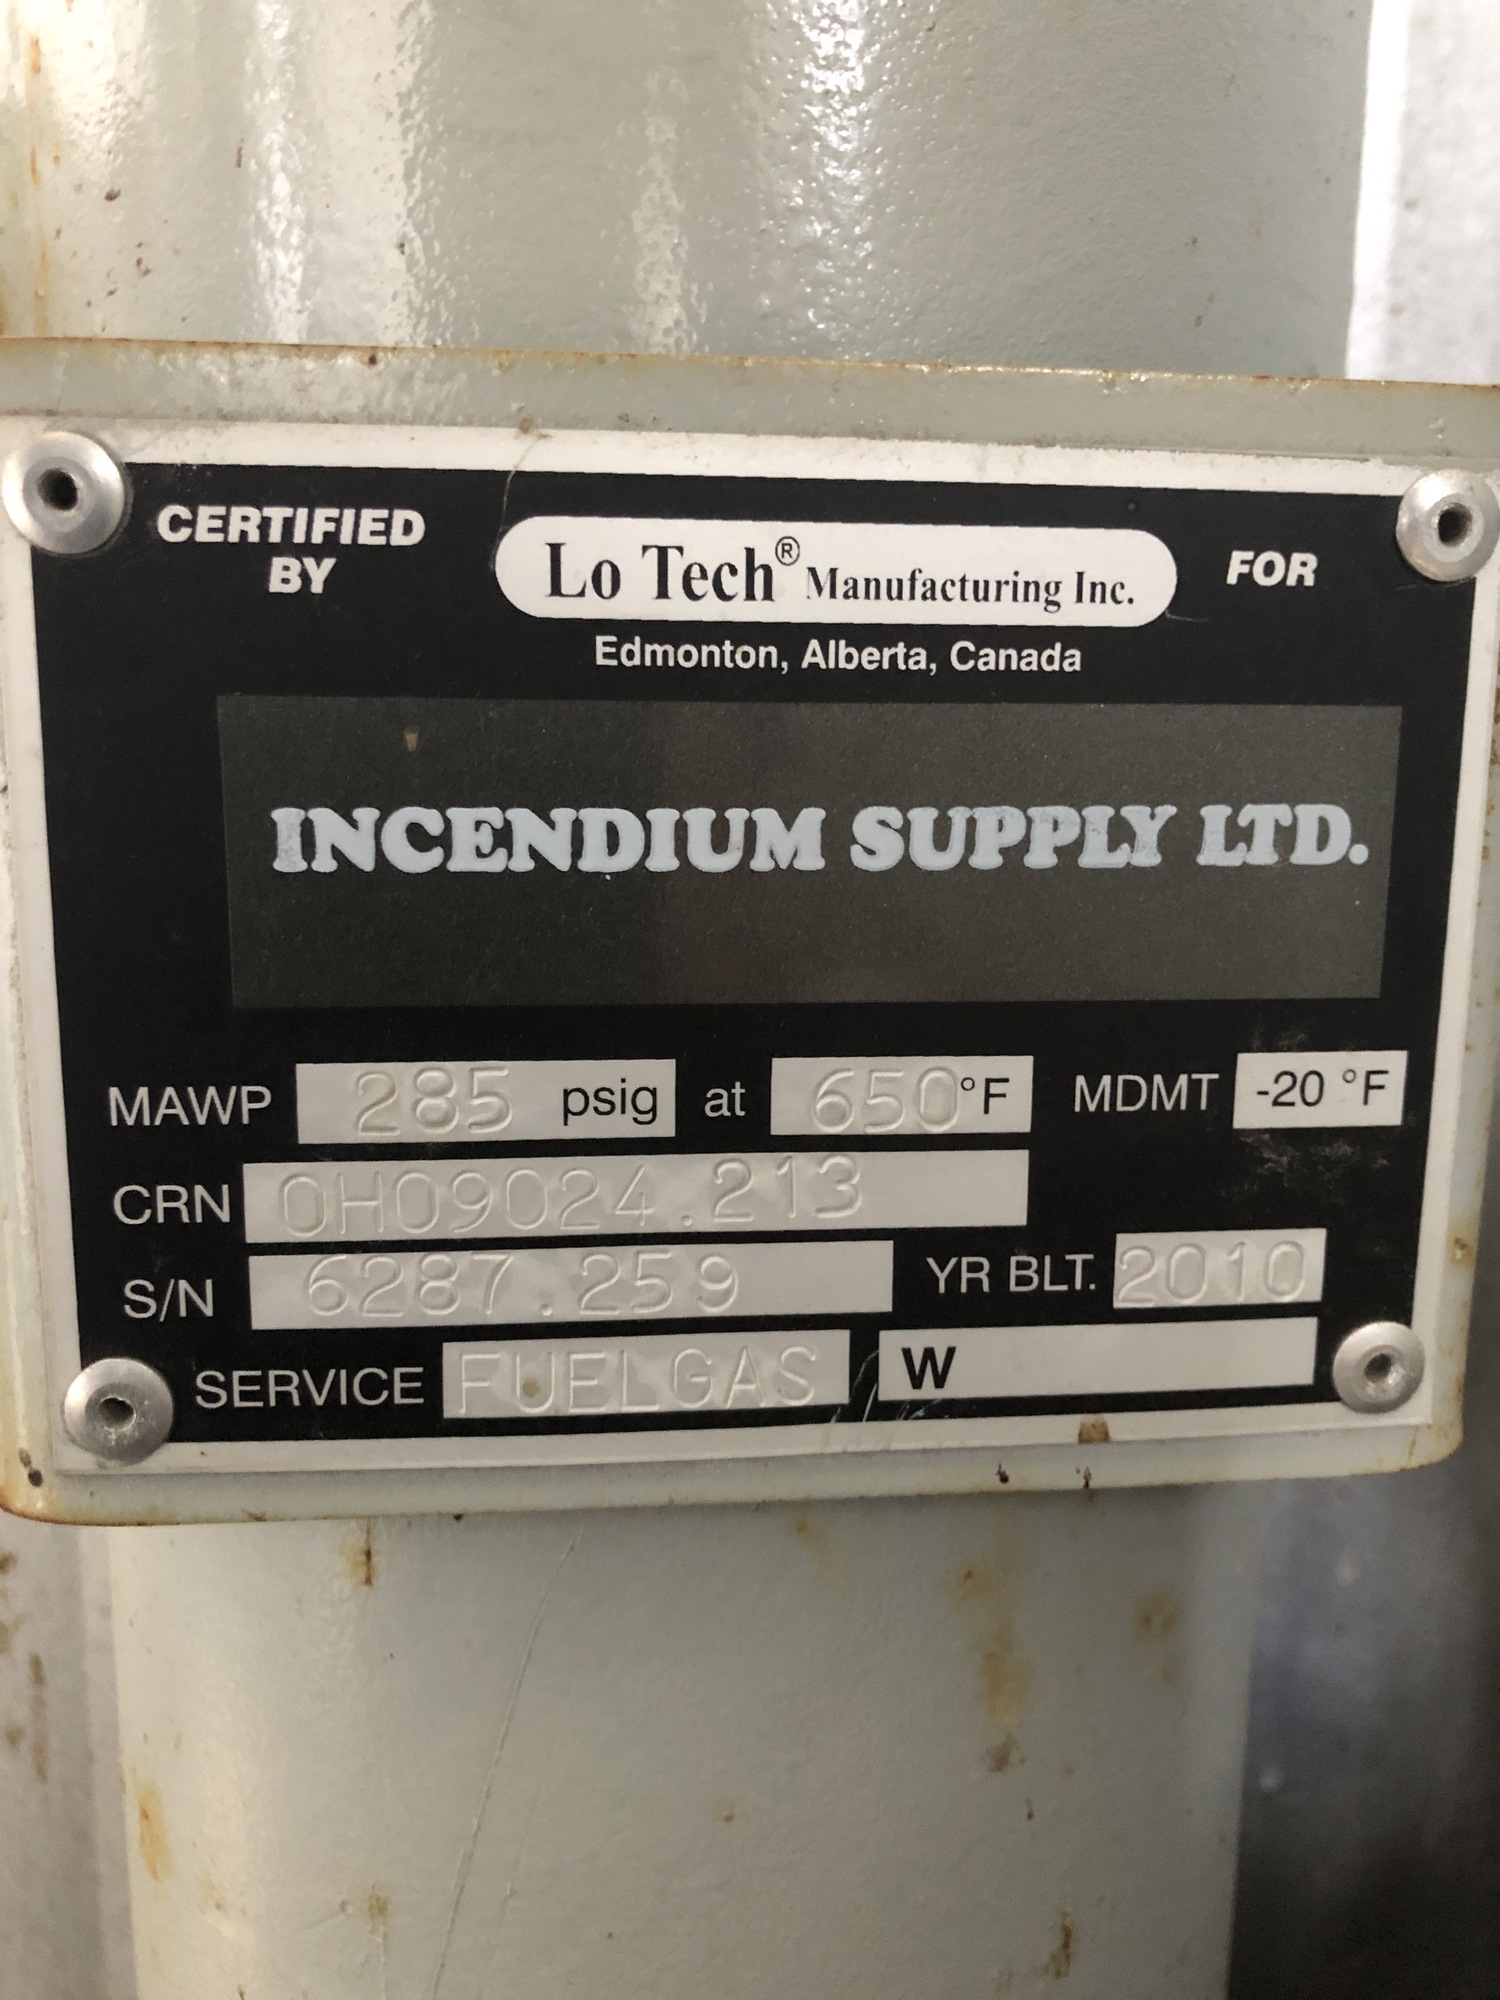 CERTIFIED BY Lo Tech® Manufacturing Inc. FOR
Edmonton, Alberta, Canada
INCENDIUM SUPPLY LTD.
MAWP 285 psig at 650 °F MDMT -20 °F
CRN 0H09024.213
S/N 6287.259 YR BLT. 2010
SERVICE FUELGAS W